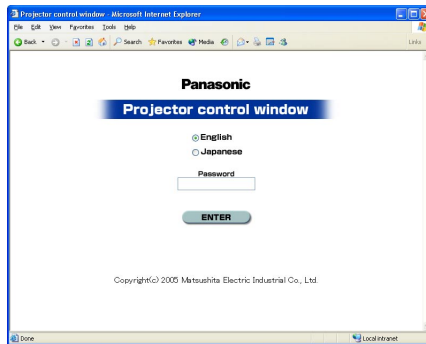 Projector control window - Microsoft Internet Explorer
File Edit View Favorites Tools Help
Back Search Favorites Media Links
Panasonic
Projector control window
English
Japanese
Password
ENTER
Copyright(c) 2005 Matsushita Electric Industrial Co., Ltd.
Done Local intranet